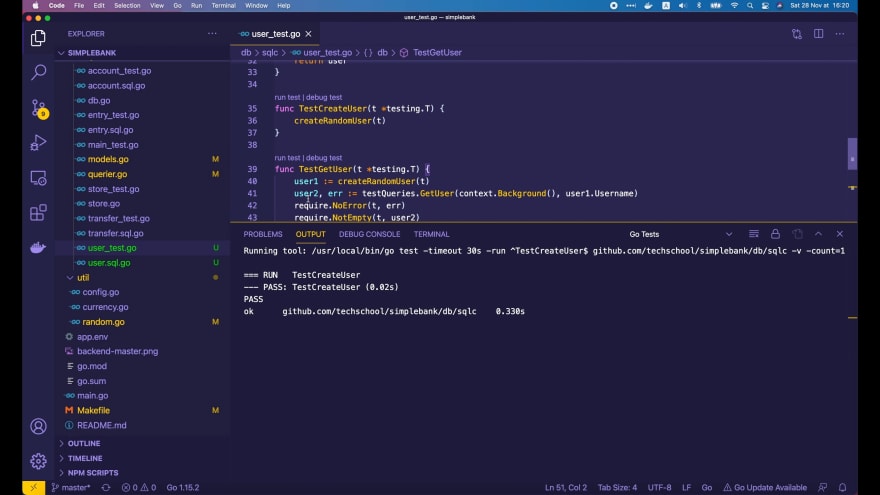 Code File Edit Selection View Go Run Terminal Window Help
Sat 28 Nov at 16:20
user_test.go — simplebank
EXPLORER
SIMPLEBANK
account_test.go
account.sql.go
db.go
entry_test.go
entry.sql.go
main_test.go
models.go M
querier.go M
store_test.go
store.go
transfer_test.go
transfer.sql.go
user_test.go U
user.sql.go U
util
config.go
currency.go
random.go M
app.env
backend-master.png
go.mod
go.sum
main.go
Makefile M
README.md
OUTLINE
TIMELINE
NPM SCRIPTS
9
user_test.go
db > sqlc > user_test.go > {} db > TestGetUser
32 return user
33 }
34
run test | debug test
35 func TestCreateUser(t *testing.T) {
36 createRandomUser(t)
37 }
38
run test | debug test
39 func TestGetUser(t *testing.T) {
40 user1 := createRandomUser(t)
41 user2, err := testQueries.GetUser(context.Background(), user1.Username)
42 require.NoError(t, err)
43 require.NotEmpty(t, user2)
PROBLEMS OUTPUT DEBUG CONSOLE TERMINAL Go Tests
Running tool: /usr/local/bin/go test -timeout 30s -run ^TestCreateUser$ github.com/techschool/simplebank/db/sqlc -v -count=1
=== RUN TestCreateUser
--- PASS: TestCreateUser (0.02s)
PASS
ok github.com/techschool/simplebank/db/sqlc 0.330s
master* 0 0 Go 1.15.2 Ln 51, Col 2 Tab Size: 4 UTF-8 LF Go Go Update Available